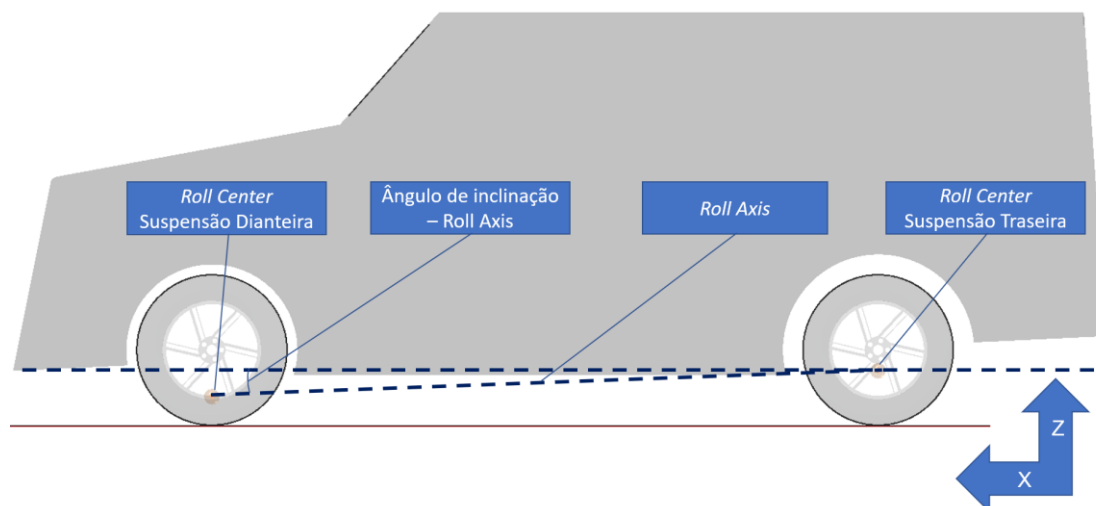 Roll Center
Suspensão Dianteira
Ângulo de inclinação
– Roll Axis
Roll Axis
Roll Center
Suspensão Traseira
Z
X